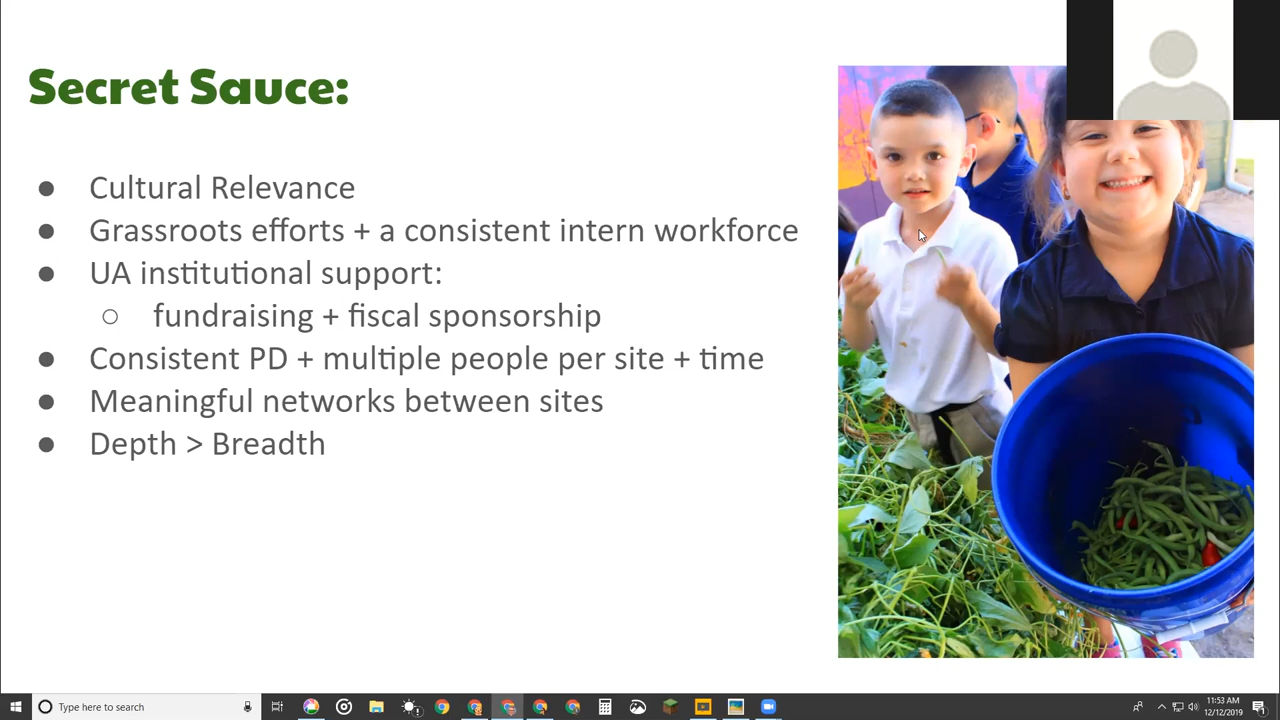 Secret Sauce:
● Cultural Relevance
● Grassroots efforts + a consistent intern workforce
● UA institutional support:
○ fundraising + fiscal sponsorship
● Consistent PD + multiple people per site + time
● Meaningful networks between sites
● Depth > Breadth
Type here to search
11:53 AM
12/12/2019